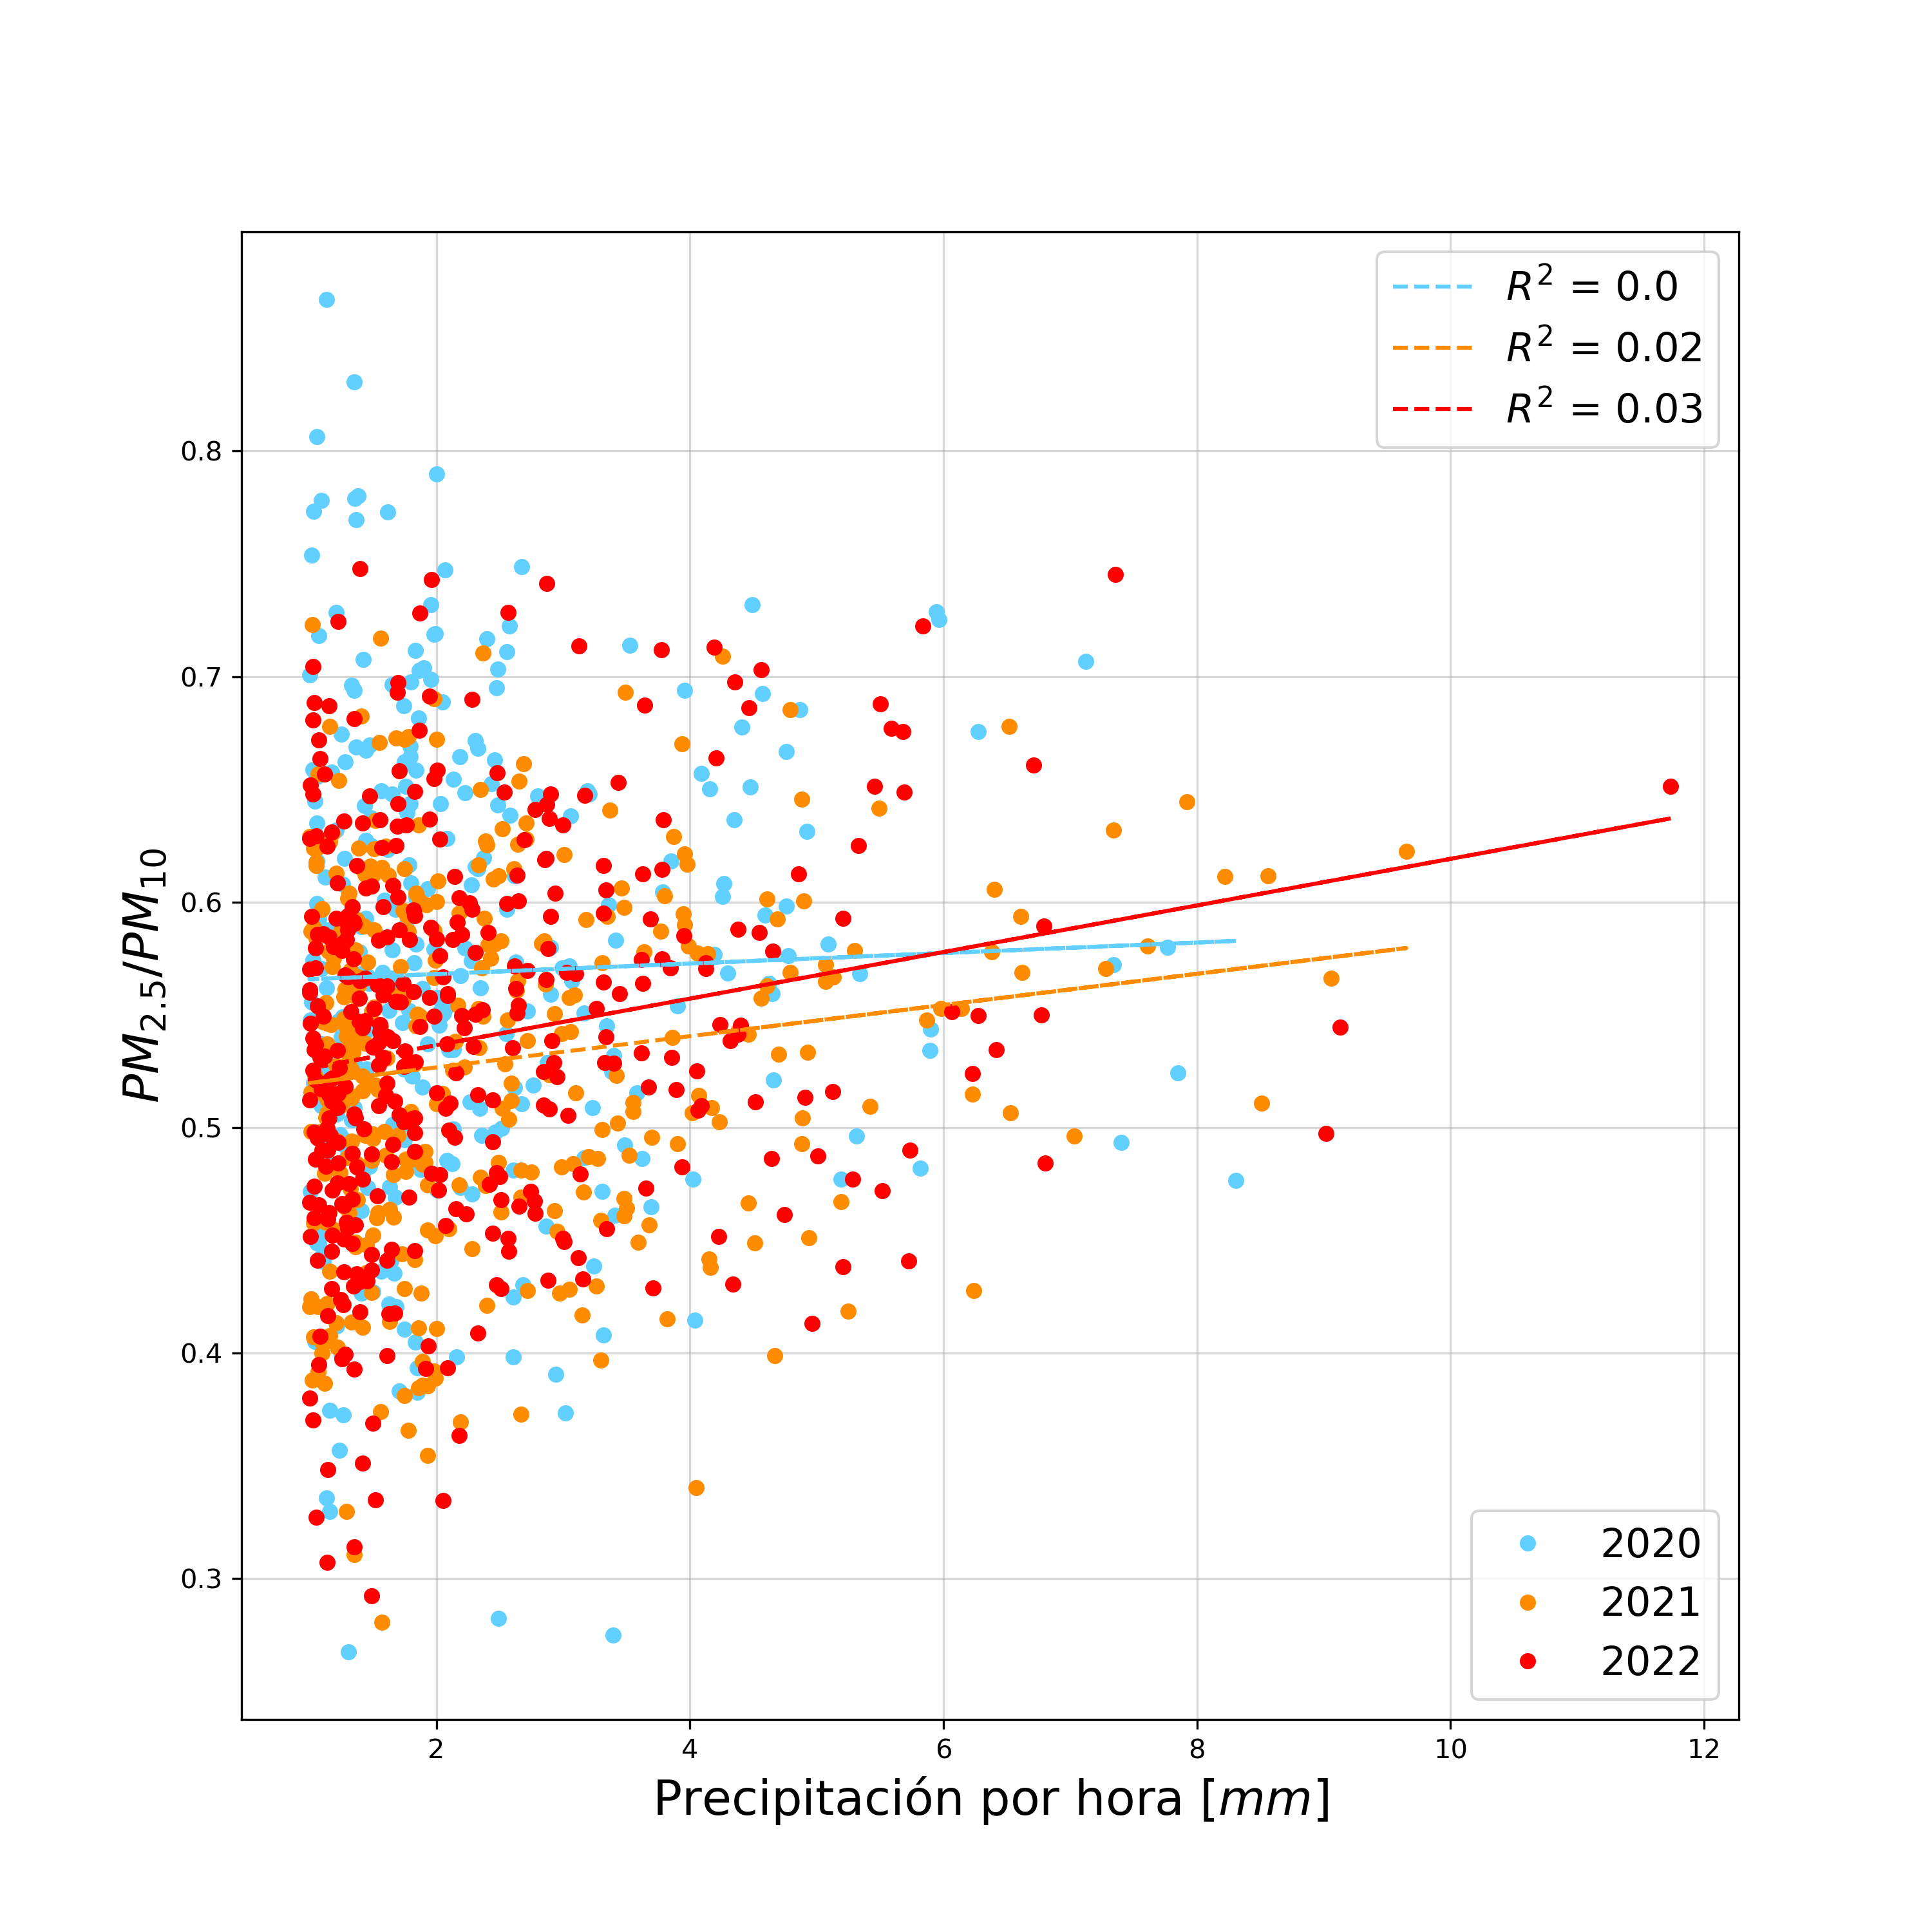 R² = 0.0
R² = 0.02
R² = 0.03
0.8
0.7
0.6
0.5
0.4
0.3
PM₂.₅/PM₁₀
2020
2021
2022
2 4 6 8 10 12
Precipitación por hora [mm]